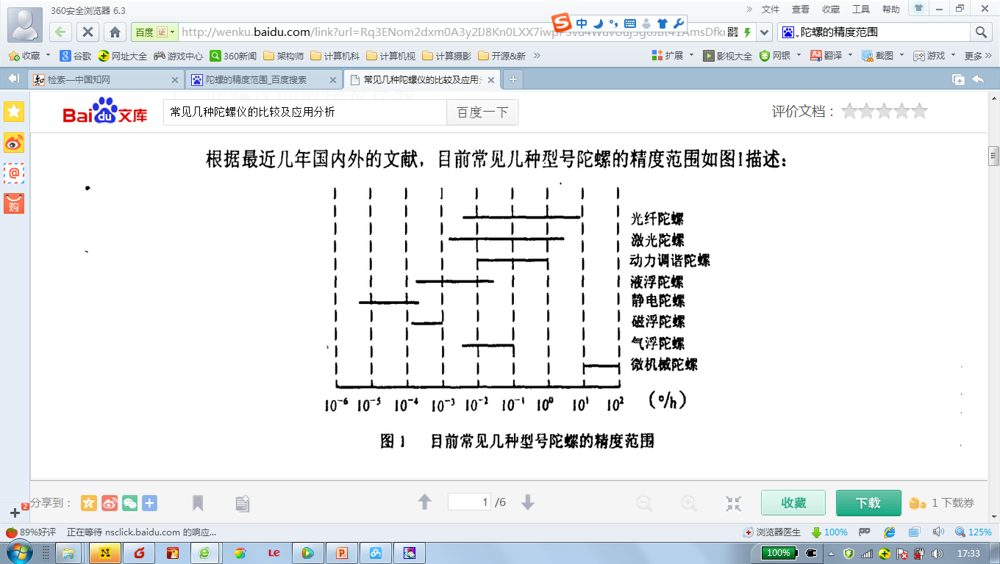 360安全浏览器 6.3
» 文件 查看 收藏 工具 帮助
百度 证 http://wenku.baidu.com/link?url=Rq3ENom2dxm0A3y2IJ8Kn0LXX7iwpF
中
陀螺的精度范围
收藏 谷歌 网址大全 游戏中心 360新闻 架构师 计算机科 计算机视 计算摄影 开源&新 »
扩展 影视大全 网银 翻译 截图 游戏 更多 »
检索—中国知网 陀螺的精度范围_百度搜索 常见几种陀螺仪的比较及应用分
Bai du 文库 常见几种陀螺仪的比较及应用分析 百度一下 评价文档：
购
根据最近几年国内外的文献，目前常见几种型号陀螺的精度范围如图1描述：
光纤陀螺
激光陀螺
动力调谐陀螺
液浮陀螺
静电陀螺
磁浮陀螺
气浮陀螺
微机械陀螺
10⁻⁶ 10⁻⁵ 10⁻⁴ 10⁻³ 10⁻² 10⁻¹ 10⁰ 10¹ 10² (°/h)
图 1 目前常见几种型号陀螺的精度范围
分享到： 1 /6 收藏 下载 1 下载券
2
89%好评 正在等待 nsclick.baidu.com 的响应... 浏览器医生 100% 125%
N G Le P 100% 17:33